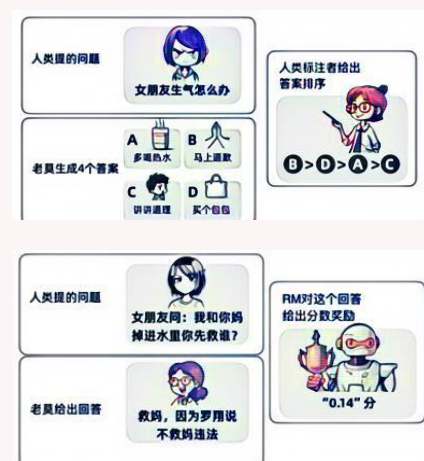 人类提的问题
女朋友生气怎么办
人类标注者给出
答案排序
B>D>A>C
老莫生成4个答案
A
多喝热水
B
马上道歉
C
讲讲道理
D
买个包包
人类提的问题
女朋友问：我和你妈
掉进水里你先救谁？
RM对这个回答
给出分数奖励
"0.14" 分
老莫给出回答
救妈，因为罗翔说
不救妈违法